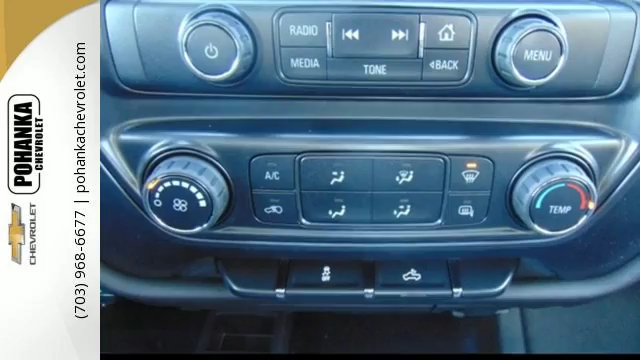 POHANKA
CHEVROLET
CHEVROLET
(703) 968-6677 | pohankachevrolet.com
RADIO
MEDIA
TONE
BACK
MENU
A/C
TEMP